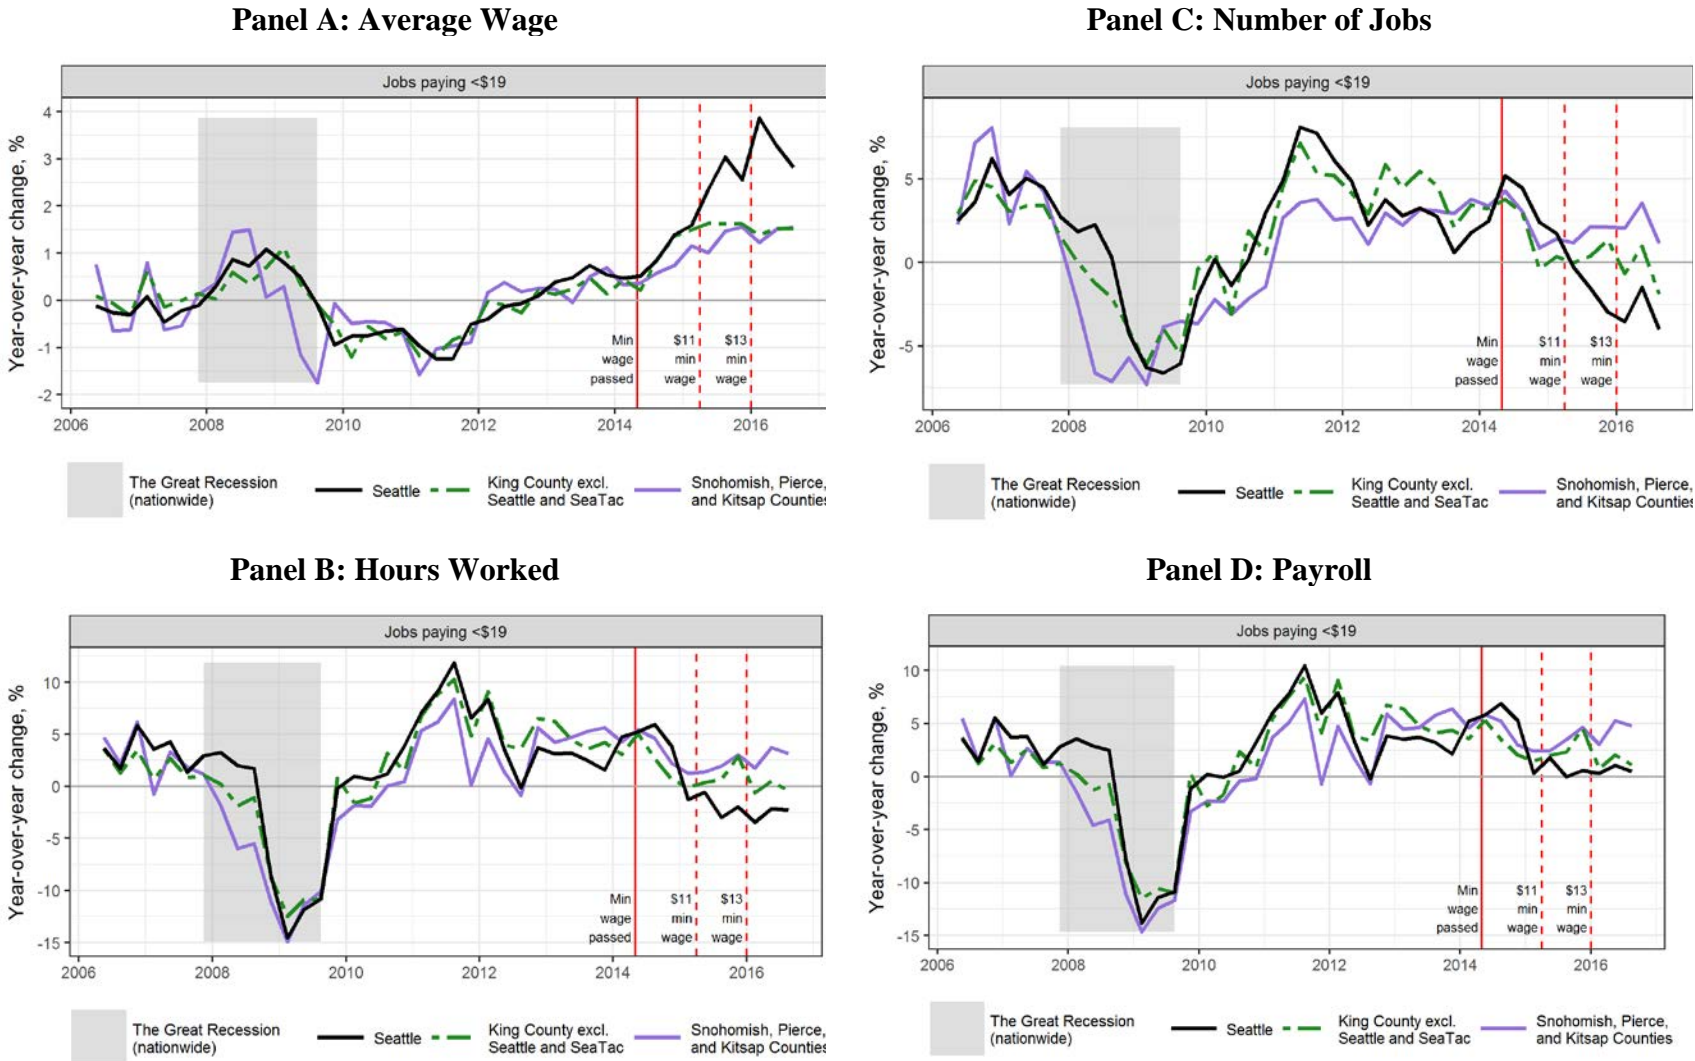 Panel A: Average Wage
Jobs paying <$19
Year-over-year change, %
4
3
2
1
0
-1
-2
Min
wage
passed
$11
min
wage
$13
min
wage
2006
2008
2010
2012
2014
2016
The Great Recession
(nationwide)
Seattle
King County excl.
Seattle and SeaTac
Snohomish, Pierce,
and Kitsap Counties
Panel C: Number of Jobs
Jobs paying <$19
Year-over-year change, %
5
0
-5
Min
wage
passed
$11
min
wage
$13
min
wage
2006
2008
2010
2012
2014
2016
The Great Recession
(nationwide)
Seattle
King County excl.
Seattle and SeaTac
Snohomish, Pierce,
and Kitsap Counties
Panel B: Hours Worked
Jobs paying <$19
Year-over-year change, %
10
5
0
-5
-10
-15
Min
wage
passed
$11
min
wage
$13
min
wage
2006
2008
2010
2012
2014
2016
The Great Recession
(nationwide)
Seattle
King County excl.
Seattle and SeaTac
Snohomish, Pierce,
and Kitsap Counties
Panel D: Payroll
Jobs paying <$19
Year-over-year change, %
10
5
0
-5
-10
-15
Min
wage
passed
$11
min
wage
$13
min
wage
2006
2008
2010
2012
2014
2016
The Great Recession
(nationwide)
Seattle
King County excl.
Seattle and SeaTac
Snohomish, Pierce,
and Kitsap Counties